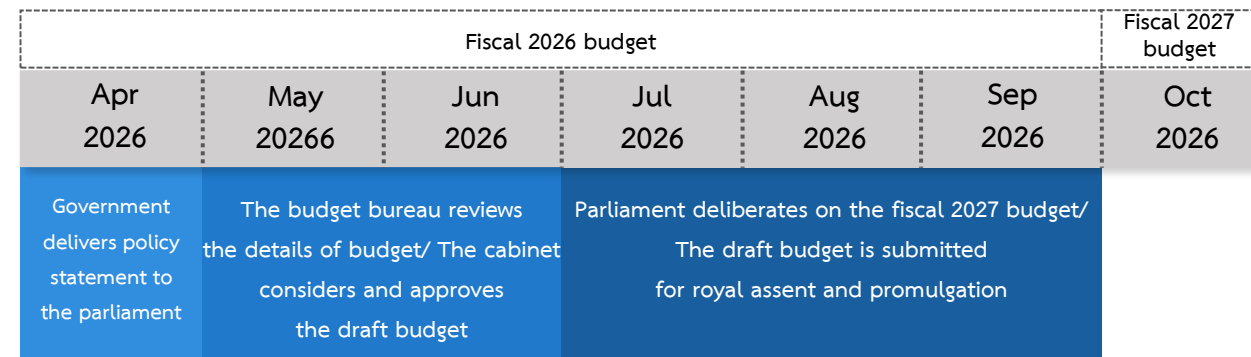 Fiscal 2026 budget
Fiscal 2027
budget
Apr
2026
May
20266
Jun
2026
Jul
2026
Aug
2026
Sep
2026
Oct
2026
Government
delivers policy
statement to
the parliament
The budget bureau reviews
the details of budget/ The cabinet
considers and approves
the draft budget
Parliament deliberates on the fiscal 2027 budget/
The draft budget is submitted
for royal assent and promulgation